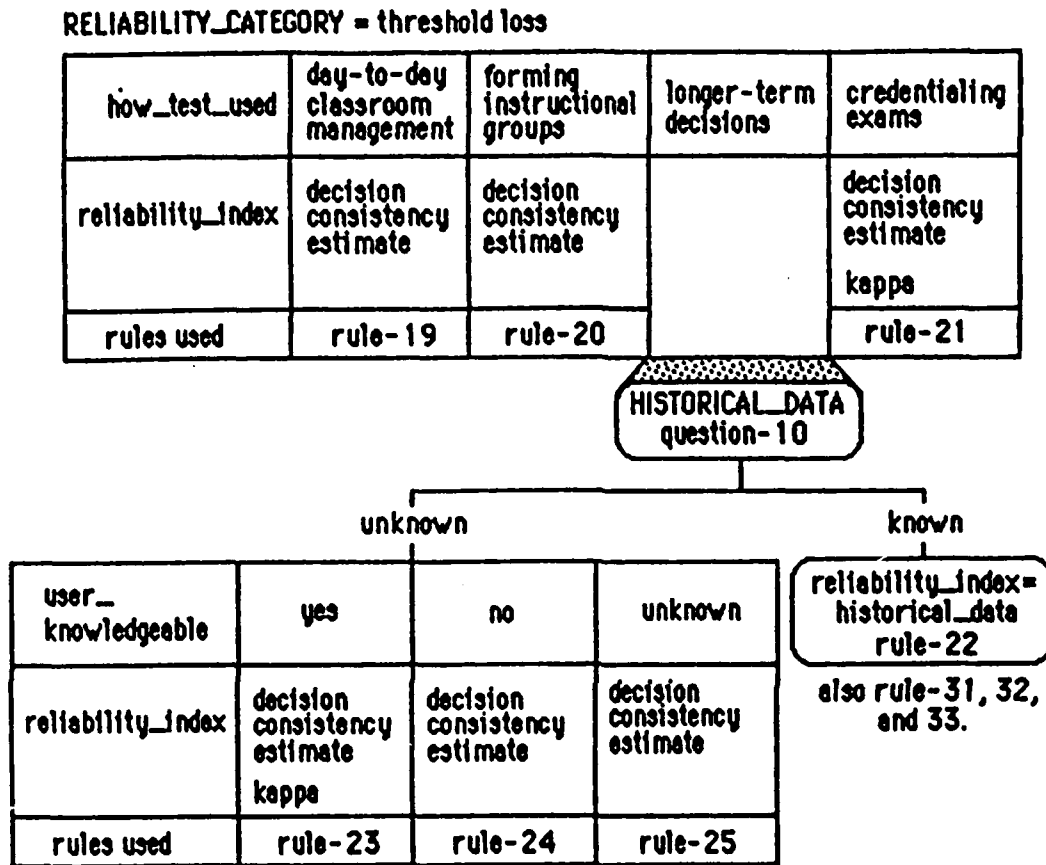 RELIABILITY_CATEGORY = threshold loss
how_test_used
day-to-day
classroom
management
forming
instructional
groups
longer-term
decisions
credentialing
exams
reliability_index
decision
consistency
estimate
decision
consistency
estimate
decision
consistency
estimate
kappa
rules used
rule-19
rule-20
rule-21
HISTORICAL_DATA
question-10
unknown
known
user_
knowledgeable
yes
no
unknown
reliability_index
decision
consistency
estimate
kappa
decision
consistency
estimate
decision
consistency
estimate
rules used
rule-23
rule-24
rule-25
reliability_index=
historical_data
rule-22
also rule-31, 32,
and 33.